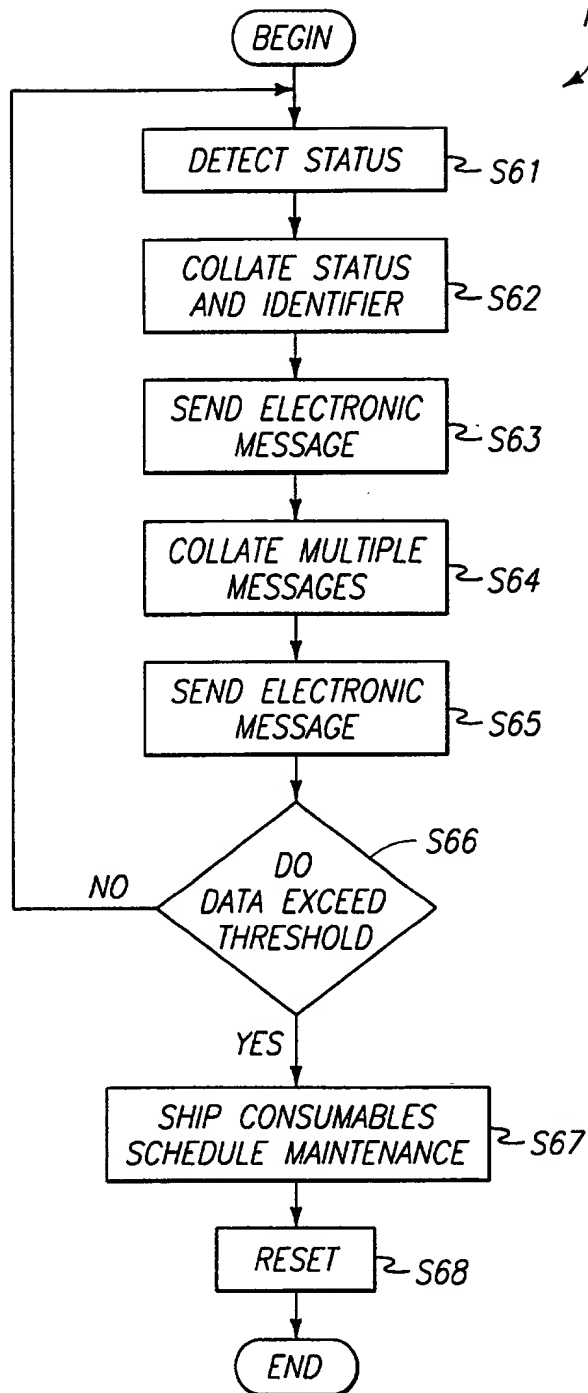 BEGIN
DETECT STATUS
S61
COLLATE STATUS
AND IDENTIFIER
S62
SEND ELECTRONIC
MESSAGE
S63
COLLATE MULTIPLE
MESSAGES
S64
SEND ELECTRONIC
MESSAGE
S65
S66
DO
DATA EXCEED
THRESHOLD
NO
YES
SHIP CONSUMABLES
SCHEDULE MAINTENANCE
S67
RESET
S68
END